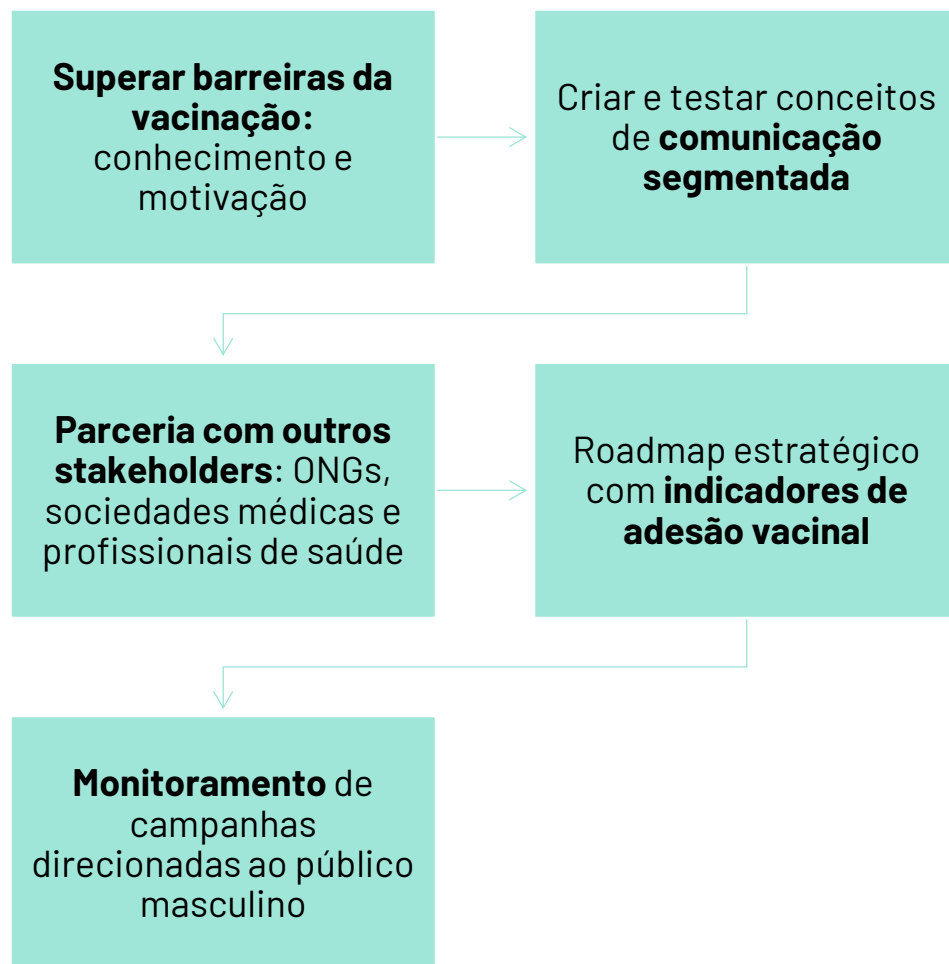 Superar barreiras da
vacinação:
conhecimento e
motivação
Criar e testar conceitos
de comunicação
segmentada
Parceria com outros
stakeholders: ONGs,
sociedades médicas e
profissionais de saúde
Roadmap estratégico
com indicadores de
adesão vacinal
Monitoramento de
campanhas
direcionadas ao público
masculino